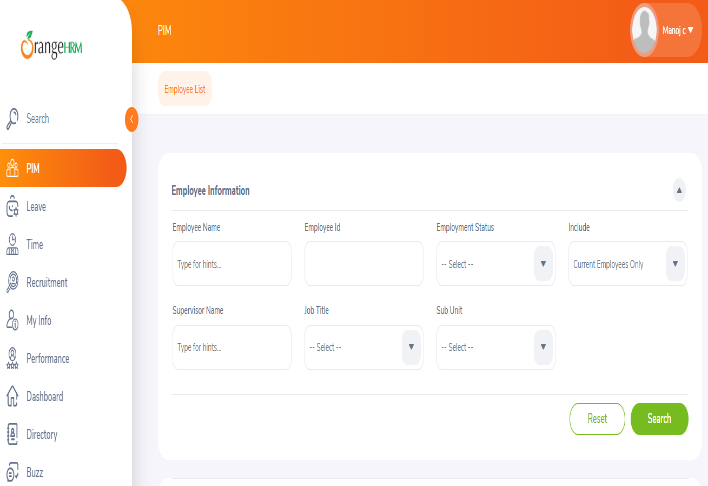 OrangeHRM
PIM
Manoj c
Employee List
Search
PIM
Leave
Time
Recruitment
My Info
Performance
Dashboard
Directory
Buzz
Employee Information
Employee Name
Employee Id
Employment Status
Include
Type for hints...
-- Select --
Current Employees Only
Supervisor Name
Job Title
Sub Unit
Type for hints...
-- Select --
-- Select --
Reset
Search